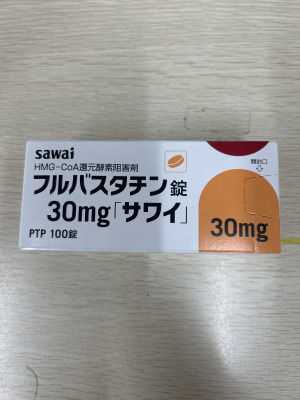 sawai
HMG-CoA還元酵素阻害剤
フルバスタチン錠
30mg「サワイ」
PTP 100錠
開封口
30mg